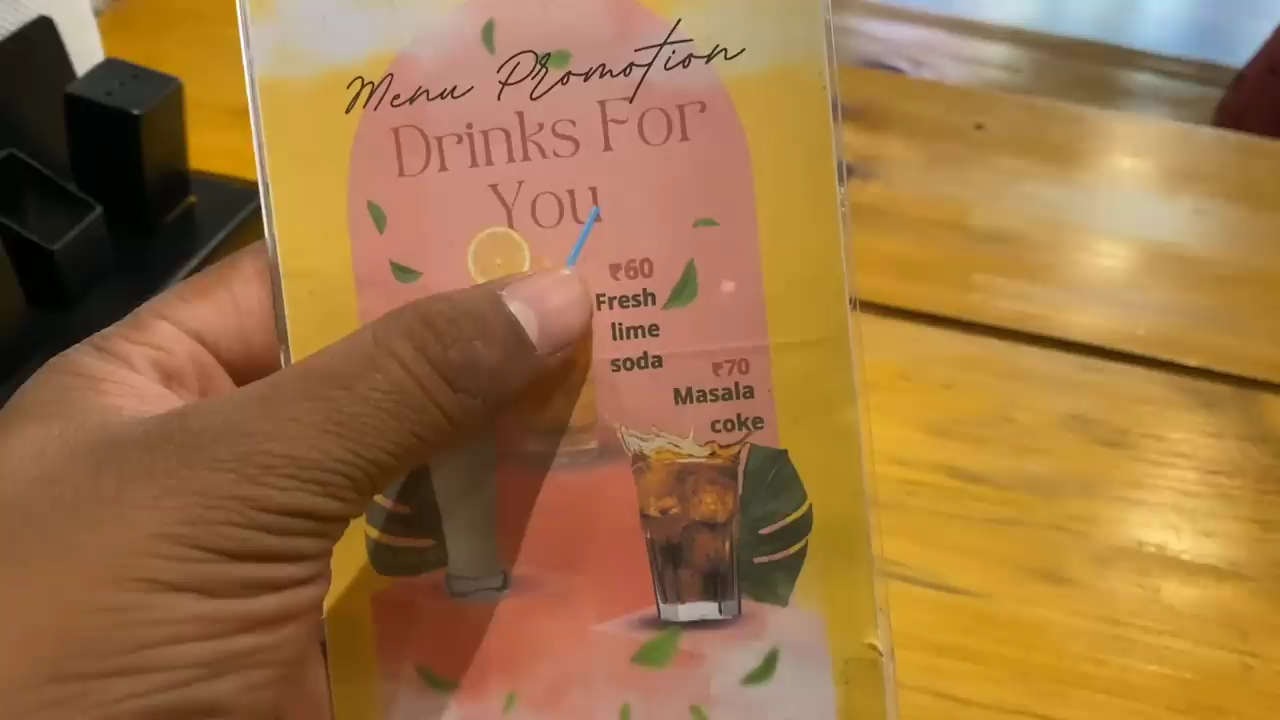 Menu Promotion
Drinks For
You
₹60
Fresh
lime
soda
₹70
Masala
coke